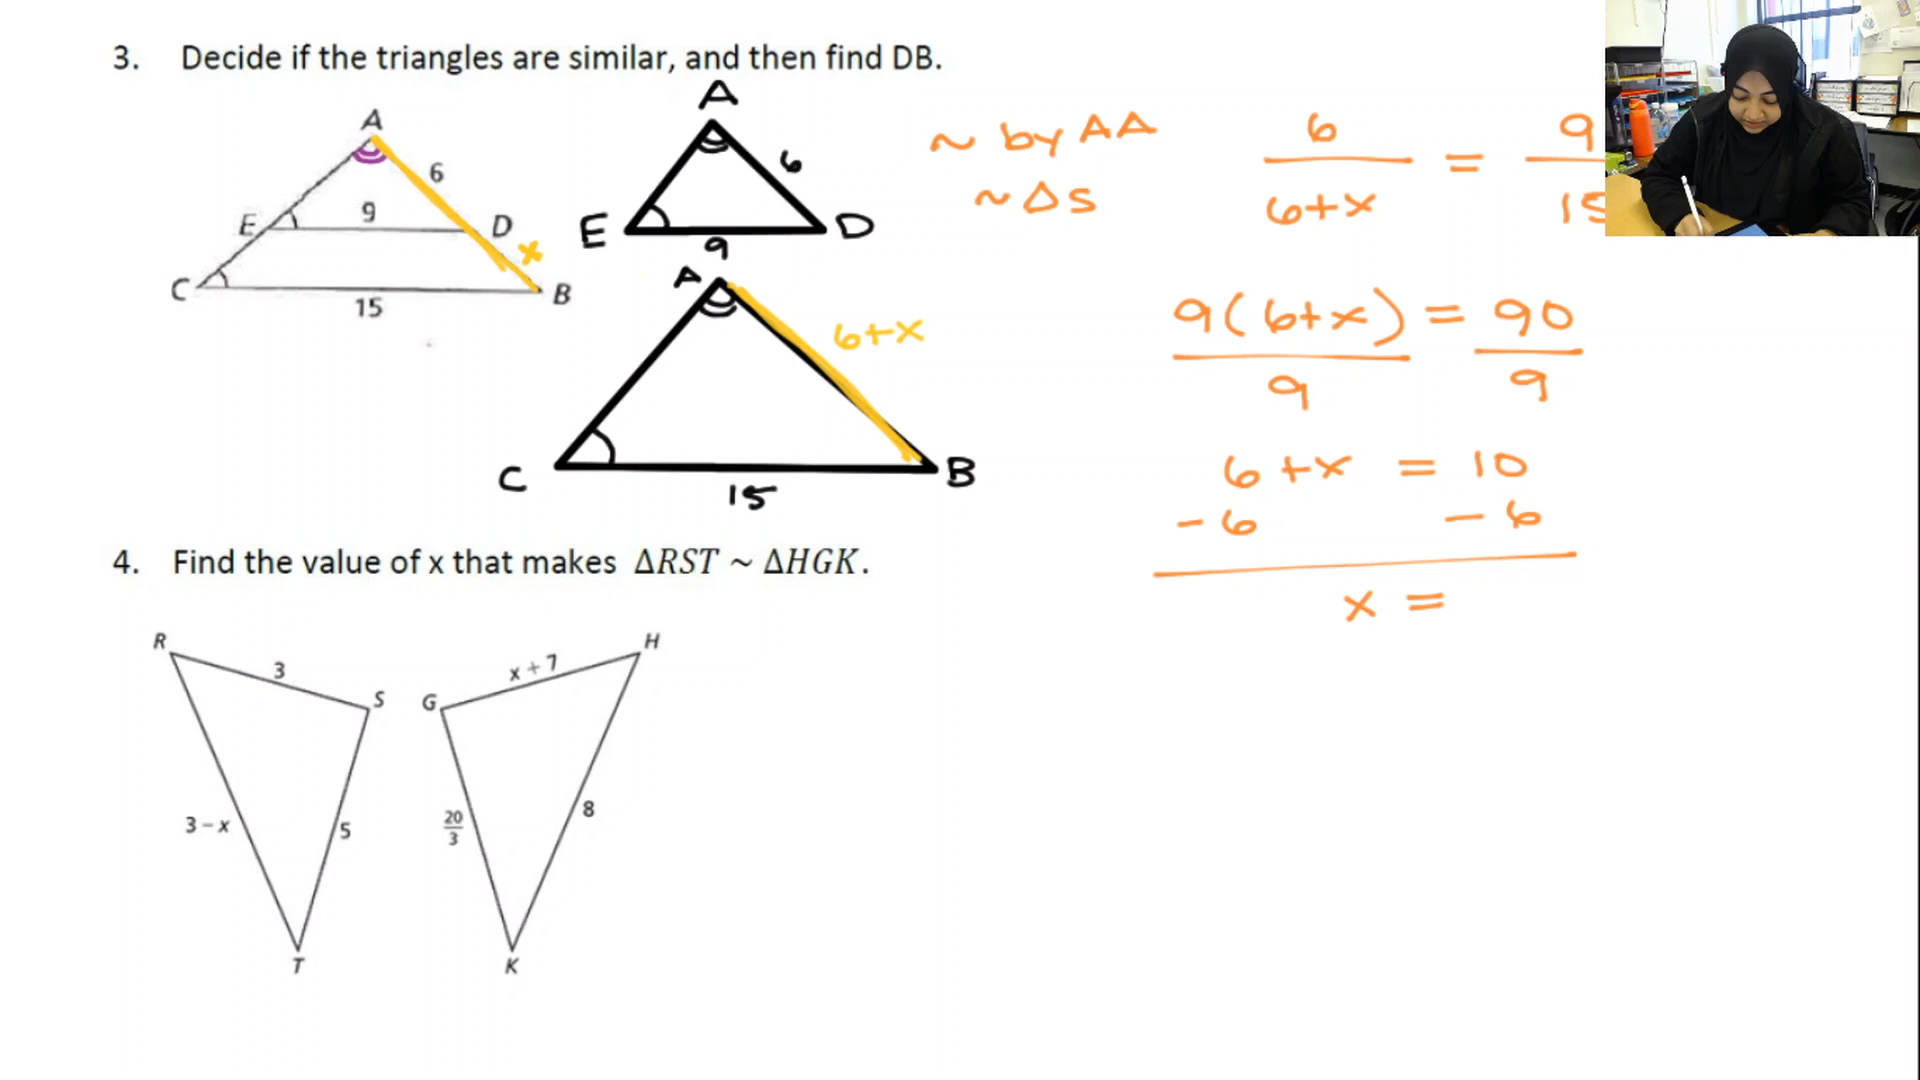 3. Decide if the triangles are similar, and then find DB.
A
6
E
9
D
x
C
B
15
A
6
E
D
9
A
6+x
C
B
15
~ by AA
~ΔS
6/6+x = 9/15
9(6+x)/9 = 90/9
6+x = 10
-6 -6
x =
4. Find the value of x that makes ΔRST ~ ΔHGK.
R
3
S
3-x
5
T
x+7
H
G
20/3
8
K